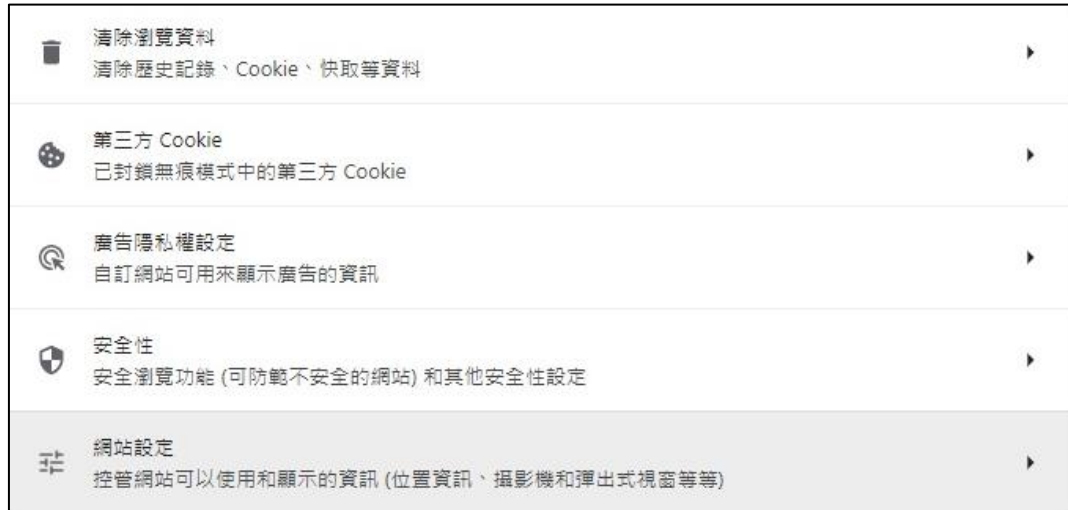 清除瀏覽資料
清除歷史記錄、Cookie、快取等資料
第三方 Cookie
已封鎖無痕模式中的第三方 Cookie
廣告隱私權設定
自訂網站可用來顯示廣告的資訊
安全性
安全瀏覽功能 (可防範不安全的網站) 和其他安全性設定
網站設定
控管網站可以使用和顯示的資訊 (位置資訊、攝影機和彈出式視窗等等)